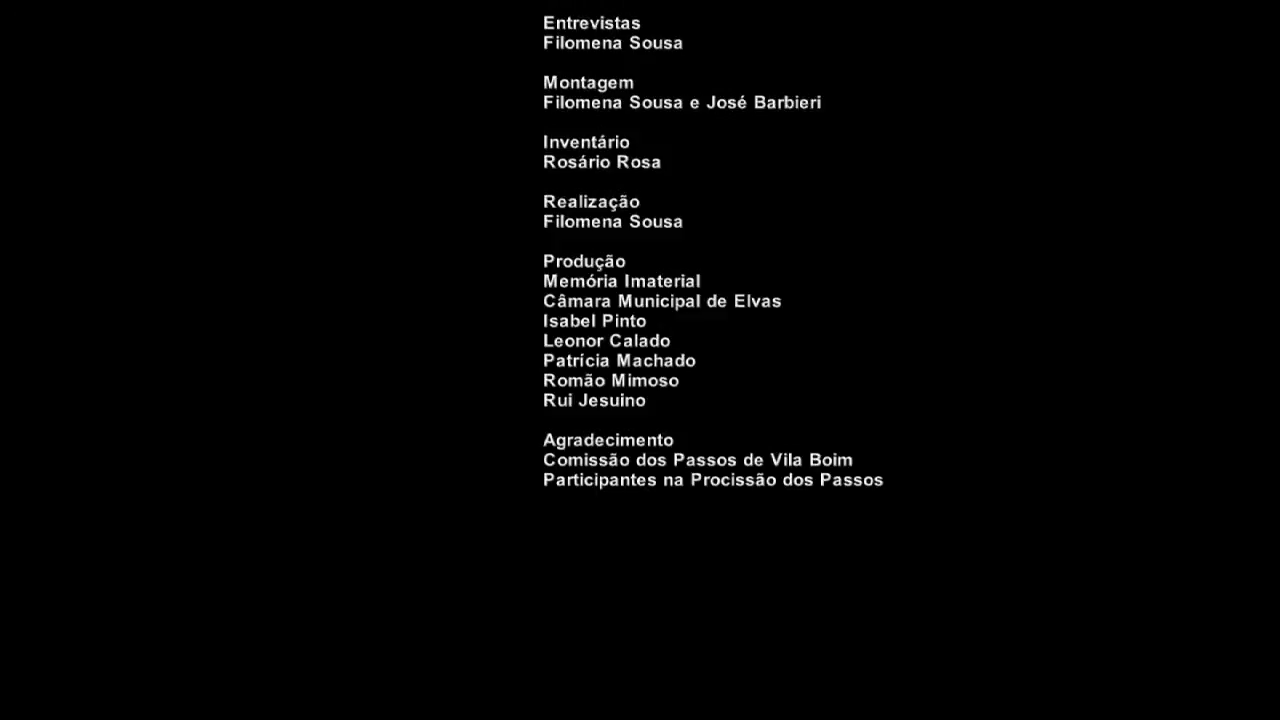 Entrevistas
Filomena Sousa
Montagem
Filomena Sousa e José Barbieri
Inventário
Rosário Rosa
Realização
Filomena Sousa
Produção
Memória Imaterial
Câmara Municipal de Elvas
Isabel Pinto
Leonor Calado
Patrícia Machado
Romão Mimoso
Rui Jesuino
Agradecimento
Comissão dos Passos de Vila Boim
Participantes na Procissão dos Passos